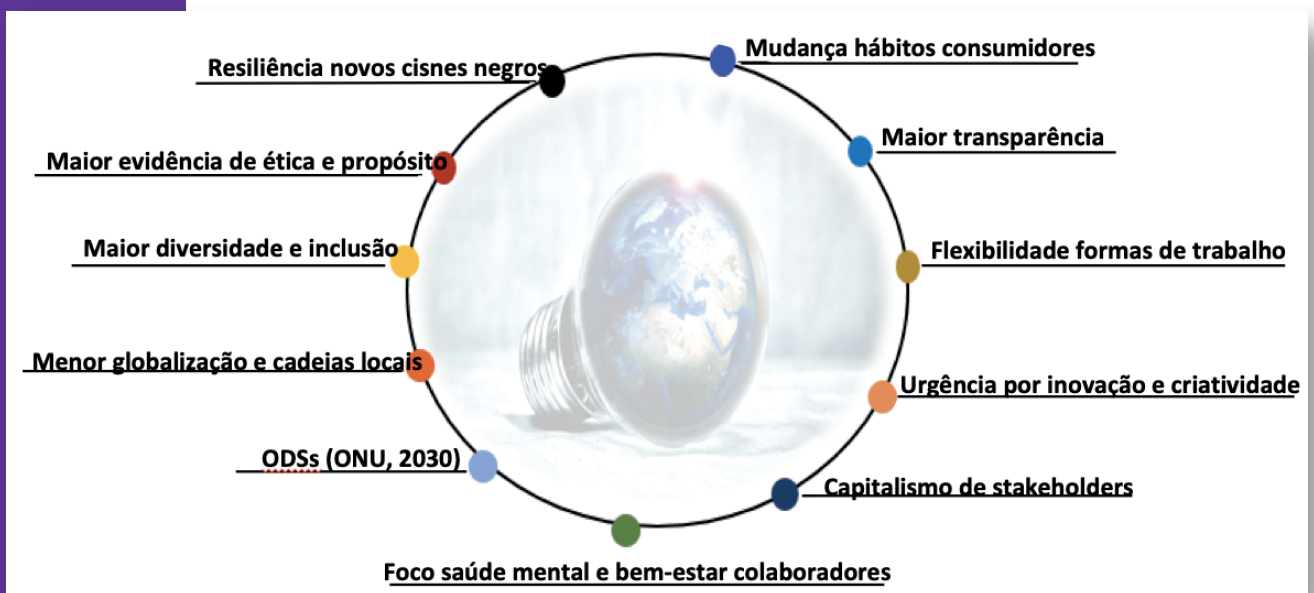 Mudança hábitos consumidores
Maior transparência
Flexibilidade formas de trabalho
Urgência por inovação e criatividade
Capitalismo de stakeholders
Foco saúde mental e bem-estar colaboradores
ODSs (ONU, 2030)
Menor globalização e cadeias locais
Maior diversidade e inclusão
Maior evidência de ética e propósito
Resiliência novos cisnes negros